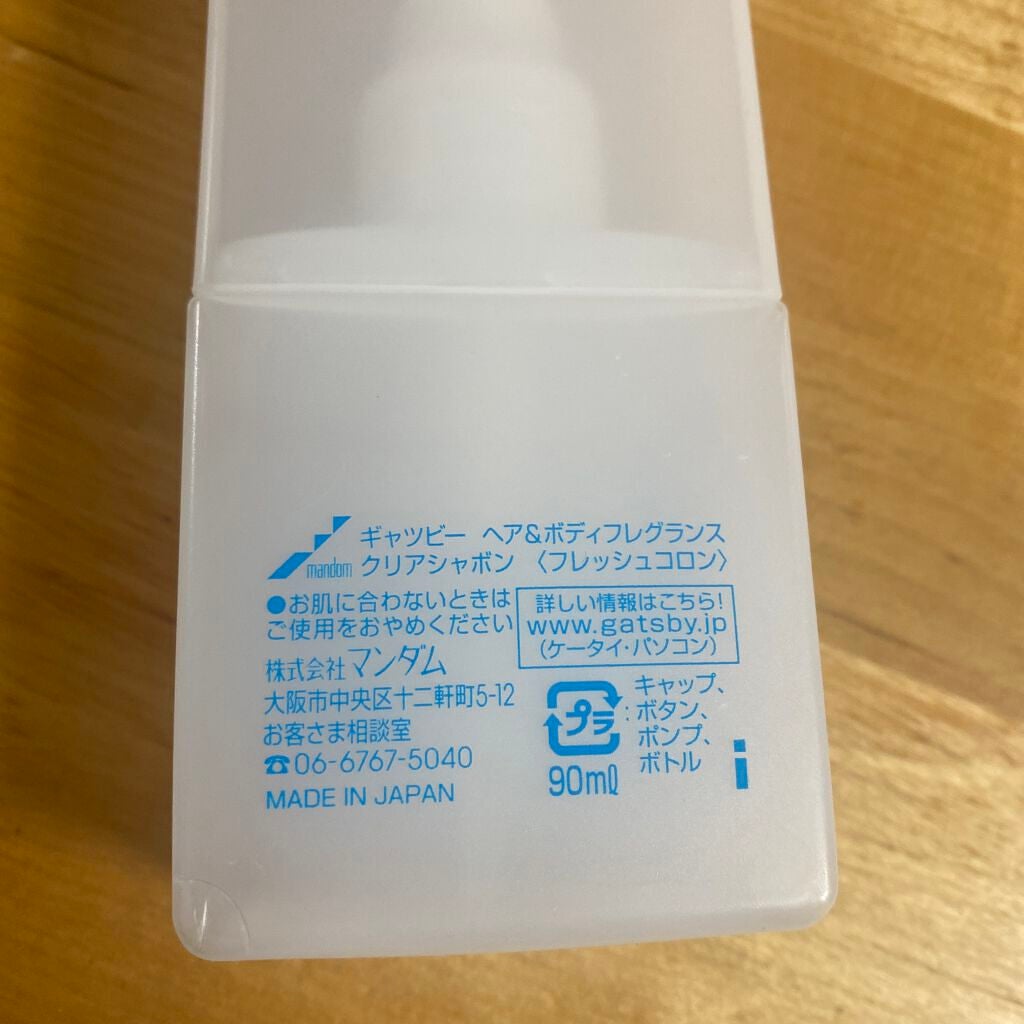 mandom
ギャツビー ヘア&ボディフレグランス
クリアシャボン 〈フレッシュコロン〉
●お肌に合わないときは
ご使用をおやめください
詳しい情報はこちら!
www.gatsby.jp
(ケータイ・パソコン)
株式会社マンダム
大阪市中央区十二軒町5-12
お客さま相談室
☎06-6767-5040
MADE IN JAPAN
プラ
:キャップ、
ボタン、
ポンプ、
ボトル
90ml
i